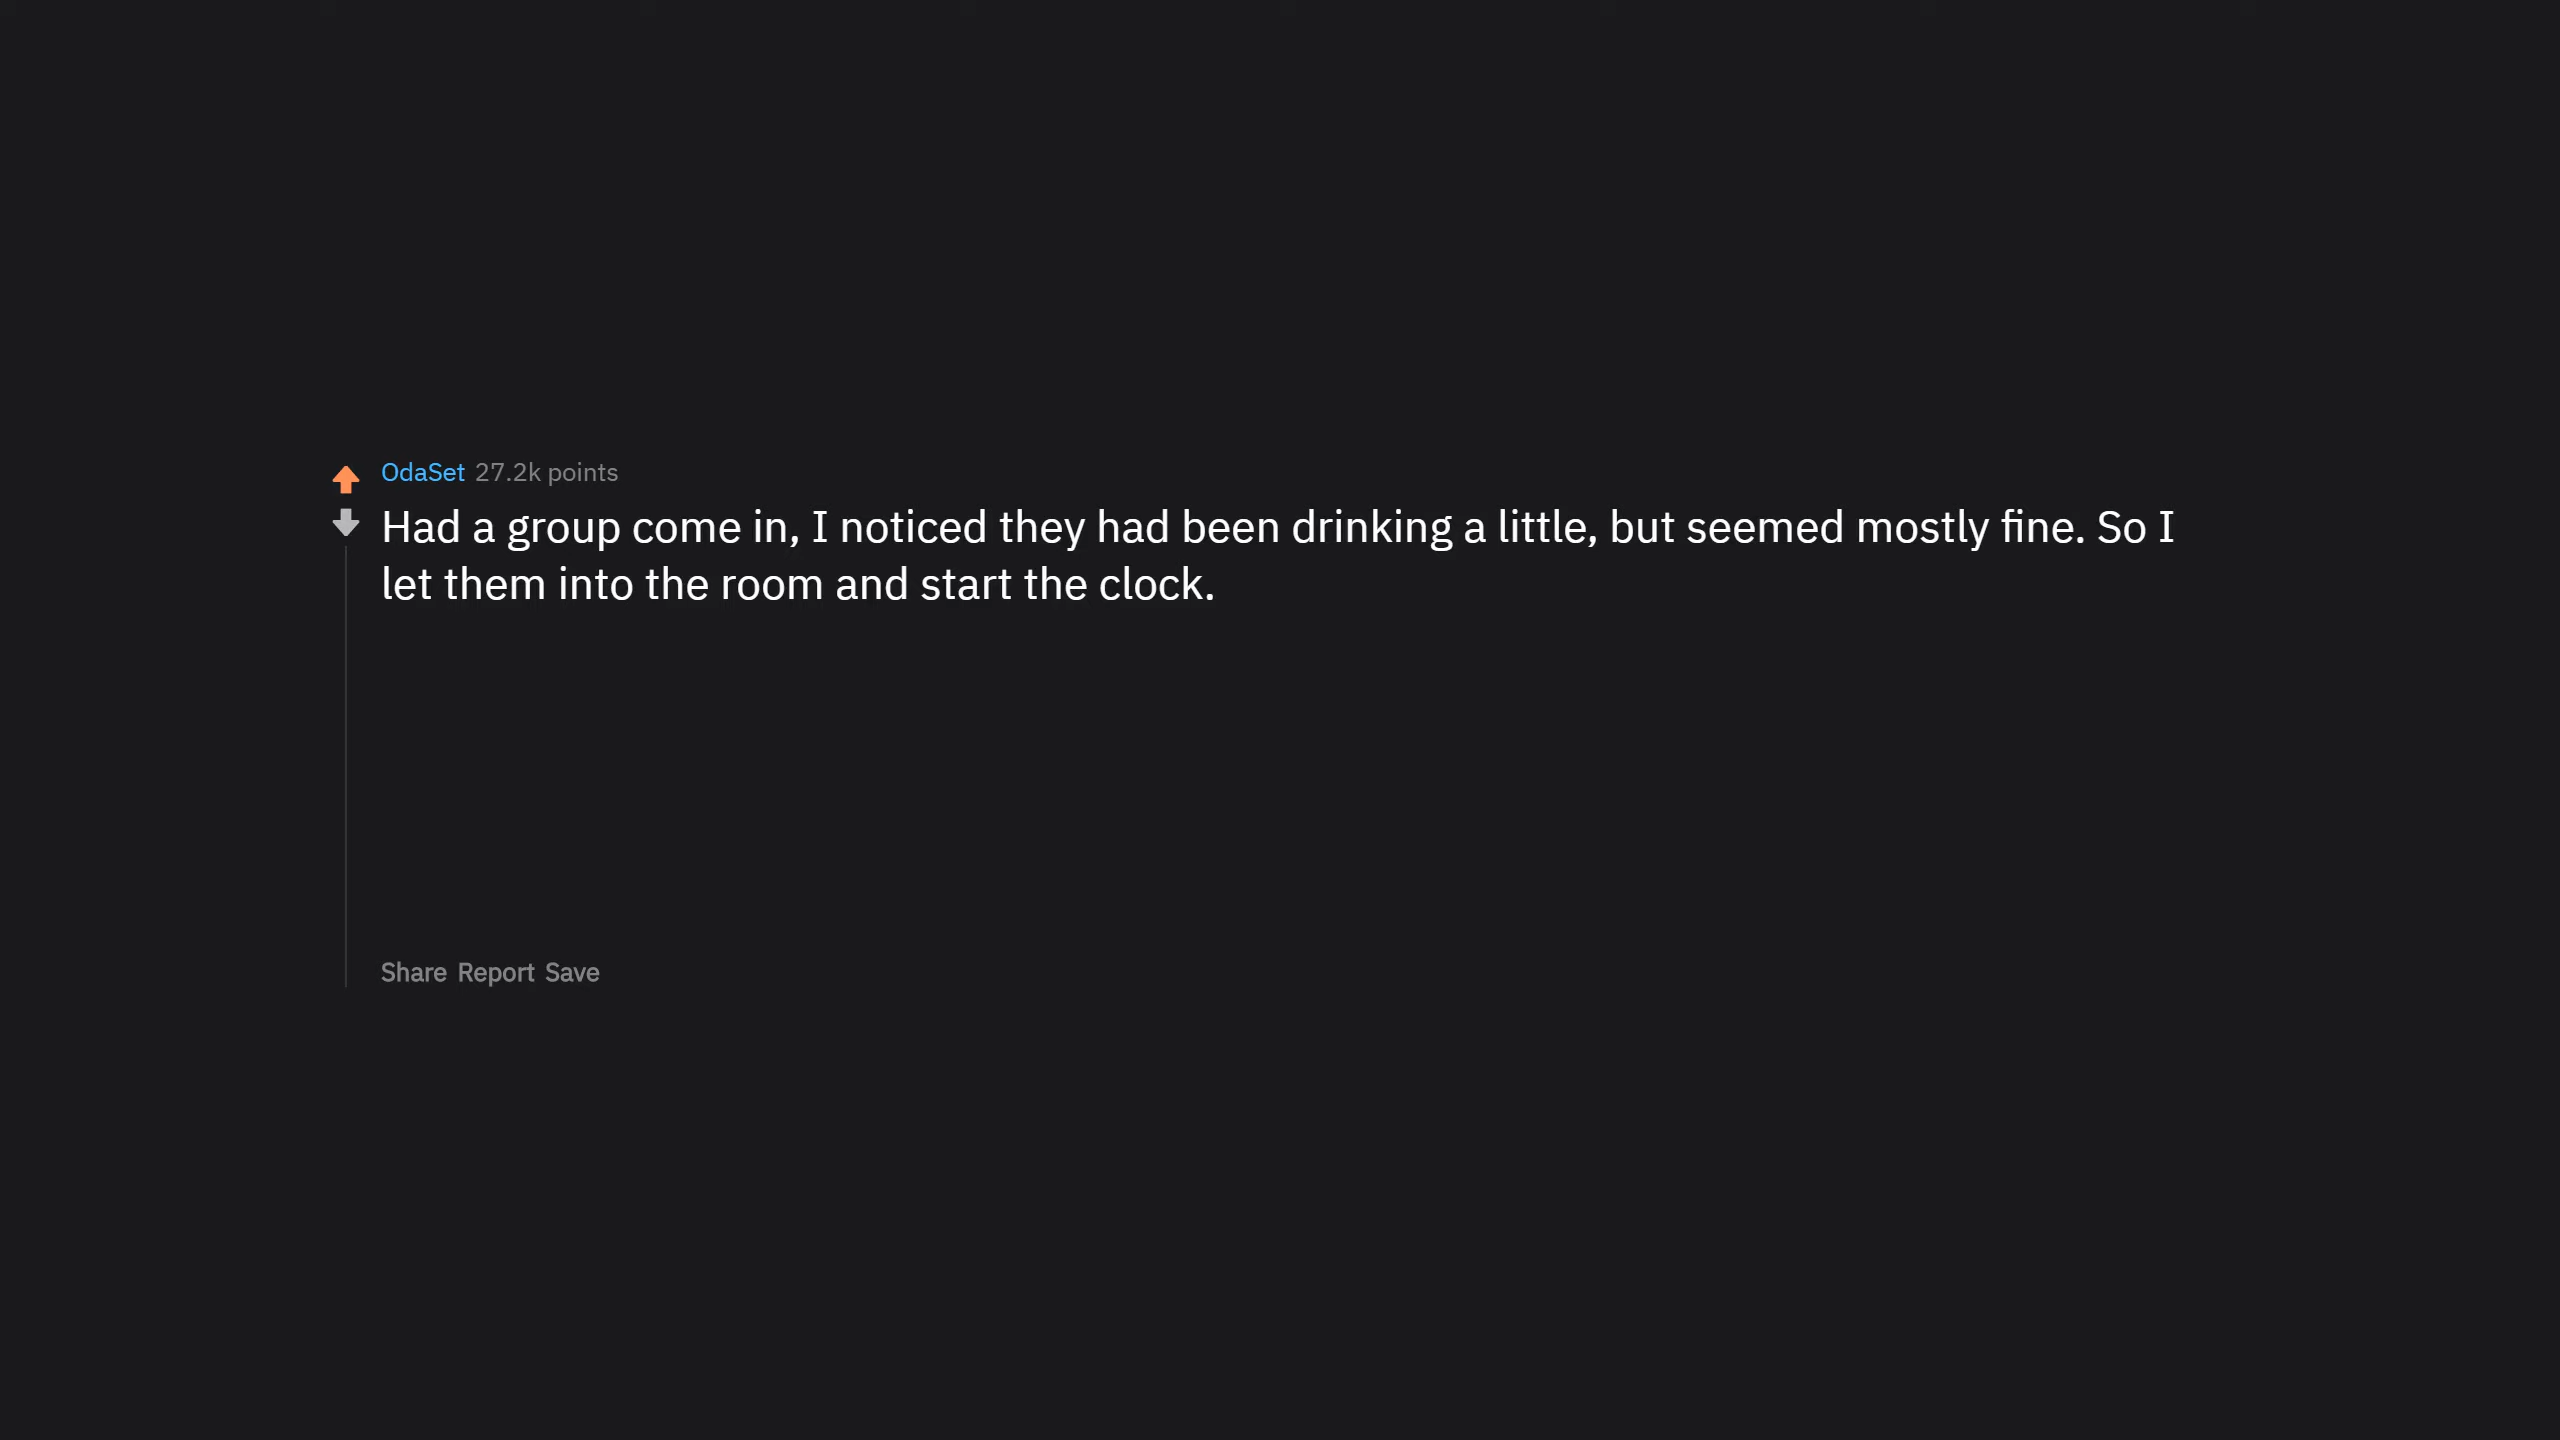 OdaSet 27.2k points
Had a group come in, I noticed they had been drinking a little, but seemed mostly fine. So I
let them into the room and start the clock.
Share Report Save